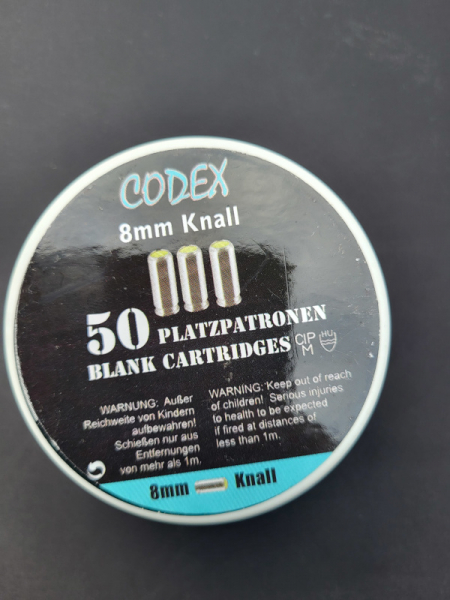 CODEX
8mm Knall
50 PLATZPATRONEN
BLANK CARTRIDGES CIP M HU
WARNUNG: Außer
Reichweite von Kindern
aufbewahren!
Schießen nur aus
Entfernungen
von mehr als 1m.
WARNING: Keep out of reach
of children! Serious injuries
to health to be expected
if fired at distances of
less than 1m.
8mm Knall